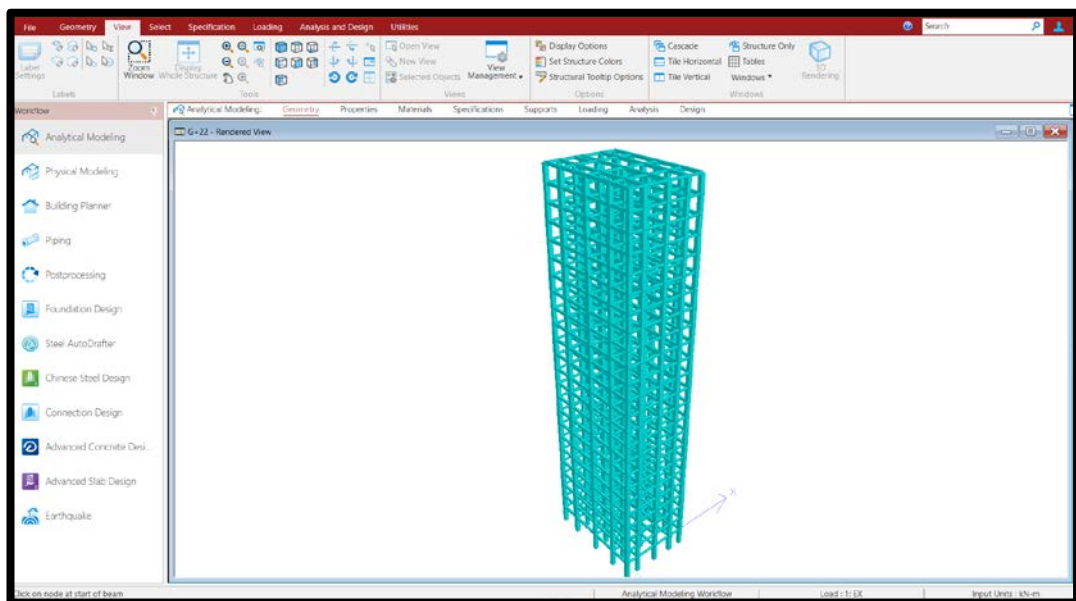 File Geometry View Select Specification Loading Analysis and Design Utilities Search
Label Settings
Zoom Window
Display Whole Structure
Open View
New View
Selected Objects
View Management
Display Options
Set Structure Colors
Structural Tooltip Options
Cascade
Tile Horizontal
Tile Vertical
Structure Only
Tables
Windows
3D Rendering
Labels Tools Views Options Windows
Workflow
Analytical Modeling: Geometry Properties Materials Specifications Supports Loading Analysis Design
G+22 - Rendered View
Analytical Modeling
Physical Modeling
Building Planner
Piping
Postprocessing
Foundation Design
Steel AutoDrafter
Chinese Steel Design
Connection Design
Advanced Concrete Desi...
Advanced Slab Design
Earthquake
X
Click on node at start of beam Analytical Modeling Workflow Load : 1: EX Input Units : kN-m